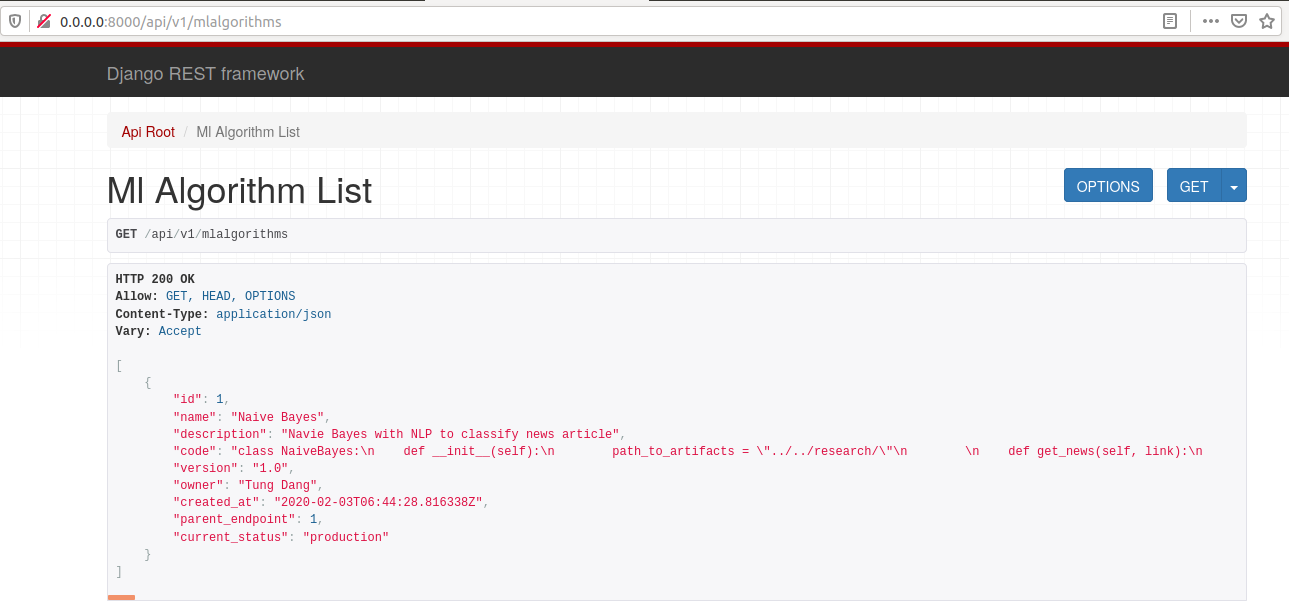 0.0.0.0:8000/api/v1/mlalgorithms
Django REST framework
Api Root / Ml Algorithm List
Ml Algorithm List
OPTIONS GET
GET /api/v1/mlalgorithms
HTTP 200 OK
Allow: GET, HEAD, OPTIONS
Content-Type: application/json
Vary: Accept
[
    {
        "id": 1,
        "name": "Naive Bayes",
        "description": "Navie Bayes with NLP to classify news article",
        "code": "class NaiveBayes:\n    def __init__(self):\n        path_to_artifacts = \"../../research/\"\n        \n    def get_news(self, link):\n
        "version": "1.0",
        "owner": "Tung Dang",
        "created_at": "2020-02-03T06:44:28.816338Z",
        "parent_endpoint": 1,
        "current_status": "production"
    }
]